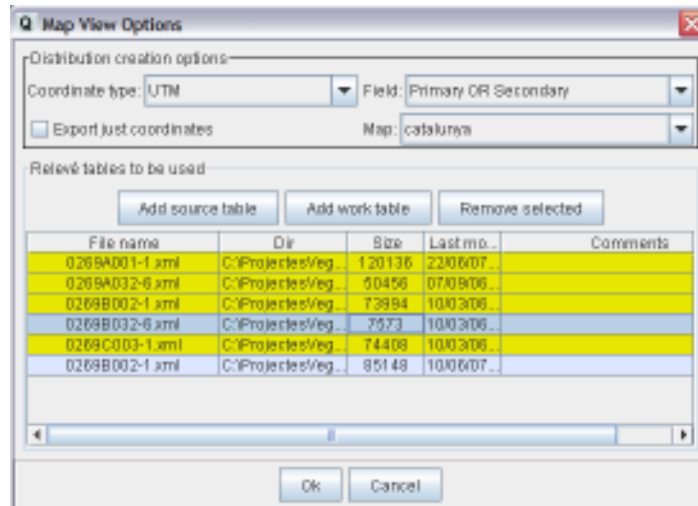 Map View Options
Distribution creation options
Coordinate type: UTM Field: Primary OR Secondary
Export just coordinates Map: catalunya
Relevé tables to be used
Add source table Add work table Remove selected
File name Dir Size Last mo... Comments
0269A001-1.xml C:\ProjectesVeg... 120136 22/06/07...
0269A032-6.xml C:\ProjectesVeg... 50456 07/09/06...
0269B002-1.xml C:\ProjectesVeg... 73994 10/03/06...
0269B032-6.xml C:\ProjectesVeg... 7573 10/03/06...
0269C003-1.xml C:\ProjectesVeg... 74408 10/03/06...
0269B002-1.xml C:\ProjectesVeg... 85148 10/06/07...
Ok Cancel